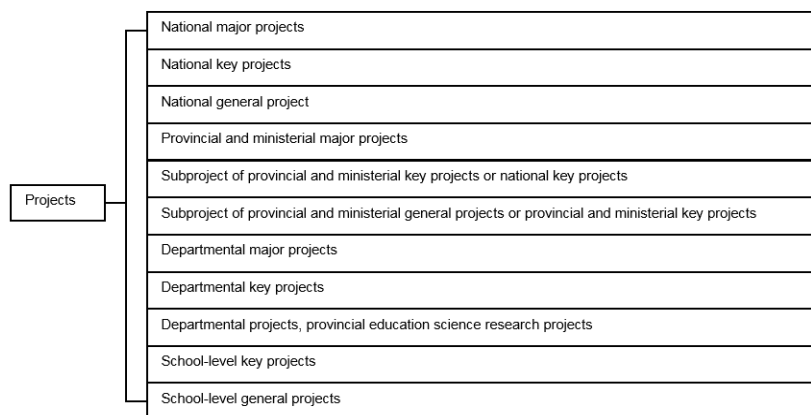 National major projects
National key projects
National general project
Provincial and ministerial major projects
Subproject of provincial and ministerial key projects or national key projects
Projects
Subproject of provincial and ministerial general projects or provincial and ministerial key projects
Departmental major projects
Departmental key projects
Departmental projects, provincial education science research projects
School-level key projects
School-level general projects